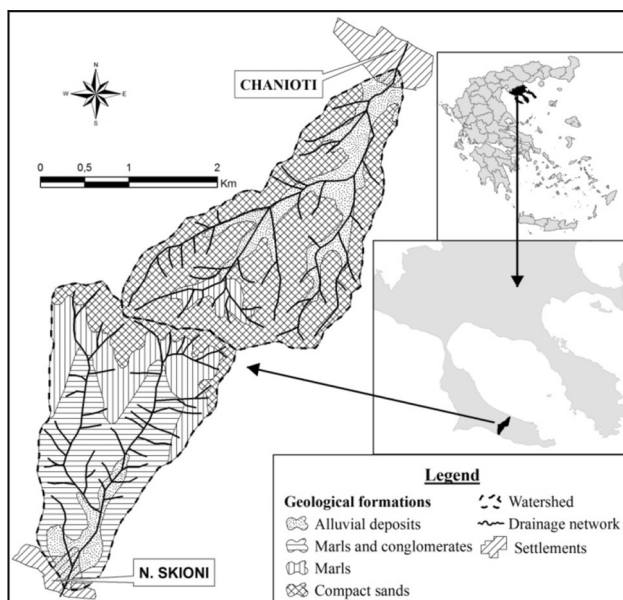 CHANIOTI
N
W E
S
0 0,5 1 2
Km
N. SKIONI
Legend
Geological formations
Alluvial deposits
Marls and conglomerates
Marls
Compact sands
Watershed
Drainage network
Settlements